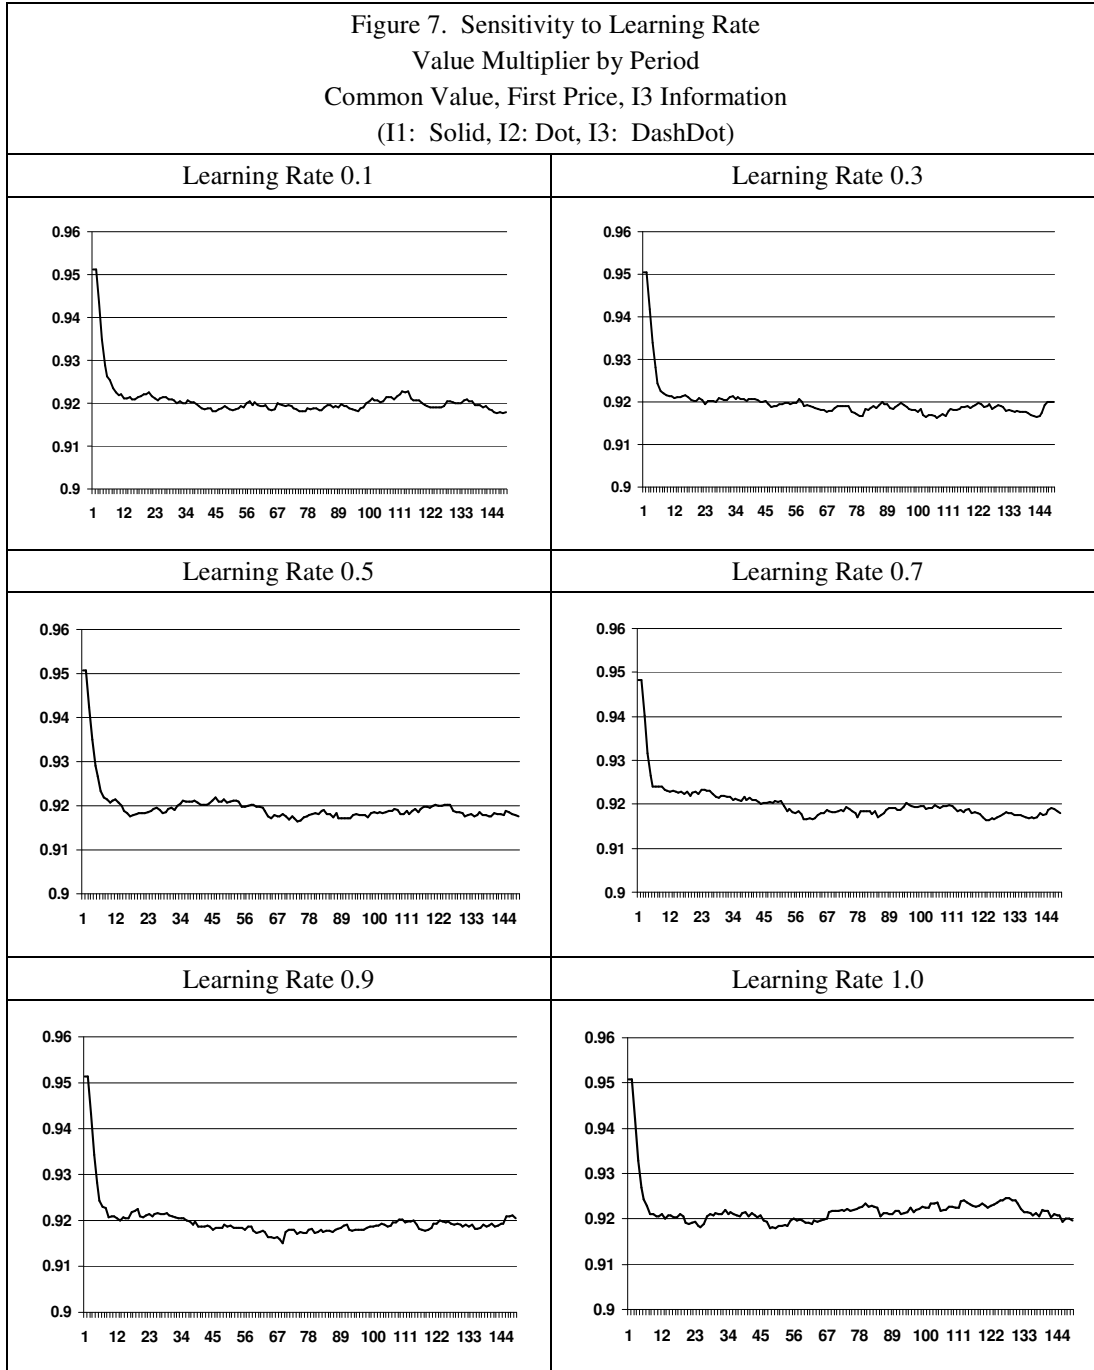 Figure 7. Sensitivity to Learning Rate
Value Multiplier by Period
Common Value, First Price, I3 Information
(I1: Solid, I2: Dot, I3: DashDot)
Learning Rate 0.1
0.96
0.95
0.94
0.93
0.92
0.91
0.9
1 12 23 34 45 56 67 78 89 100 111 122 133 144
Learning Rate 0.3
0.96
0.95
0.94
0.93
0.92
0.91
0.9
1 12 23 34 45 56 67 78 89 100 111 122 133 144
Learning Rate 0.5
0.96
0.95
0.94
0.93
0.92
0.91
0.9
1 12 23 34 45 56 67 78 89 100 111 122 133 144
Learning Rate 0.7
0.96
0.95
0.94
0.93
0.92
0.91
0.9
1 12 23 34 45 56 67 78 89 100 111 122 133 144
Learning Rate 0.9
0.96
0.95
0.94
0.93
0.92
0.91
0.9
1 12 23 34 45 56 67 78 89 100 111 122 133 144
Learning Rate 1.0
0.96
0.95
0.94
0.93
0.92
0.91
0.9
1 12 23 34 45 56 67 78 89 100 111 122 133 144